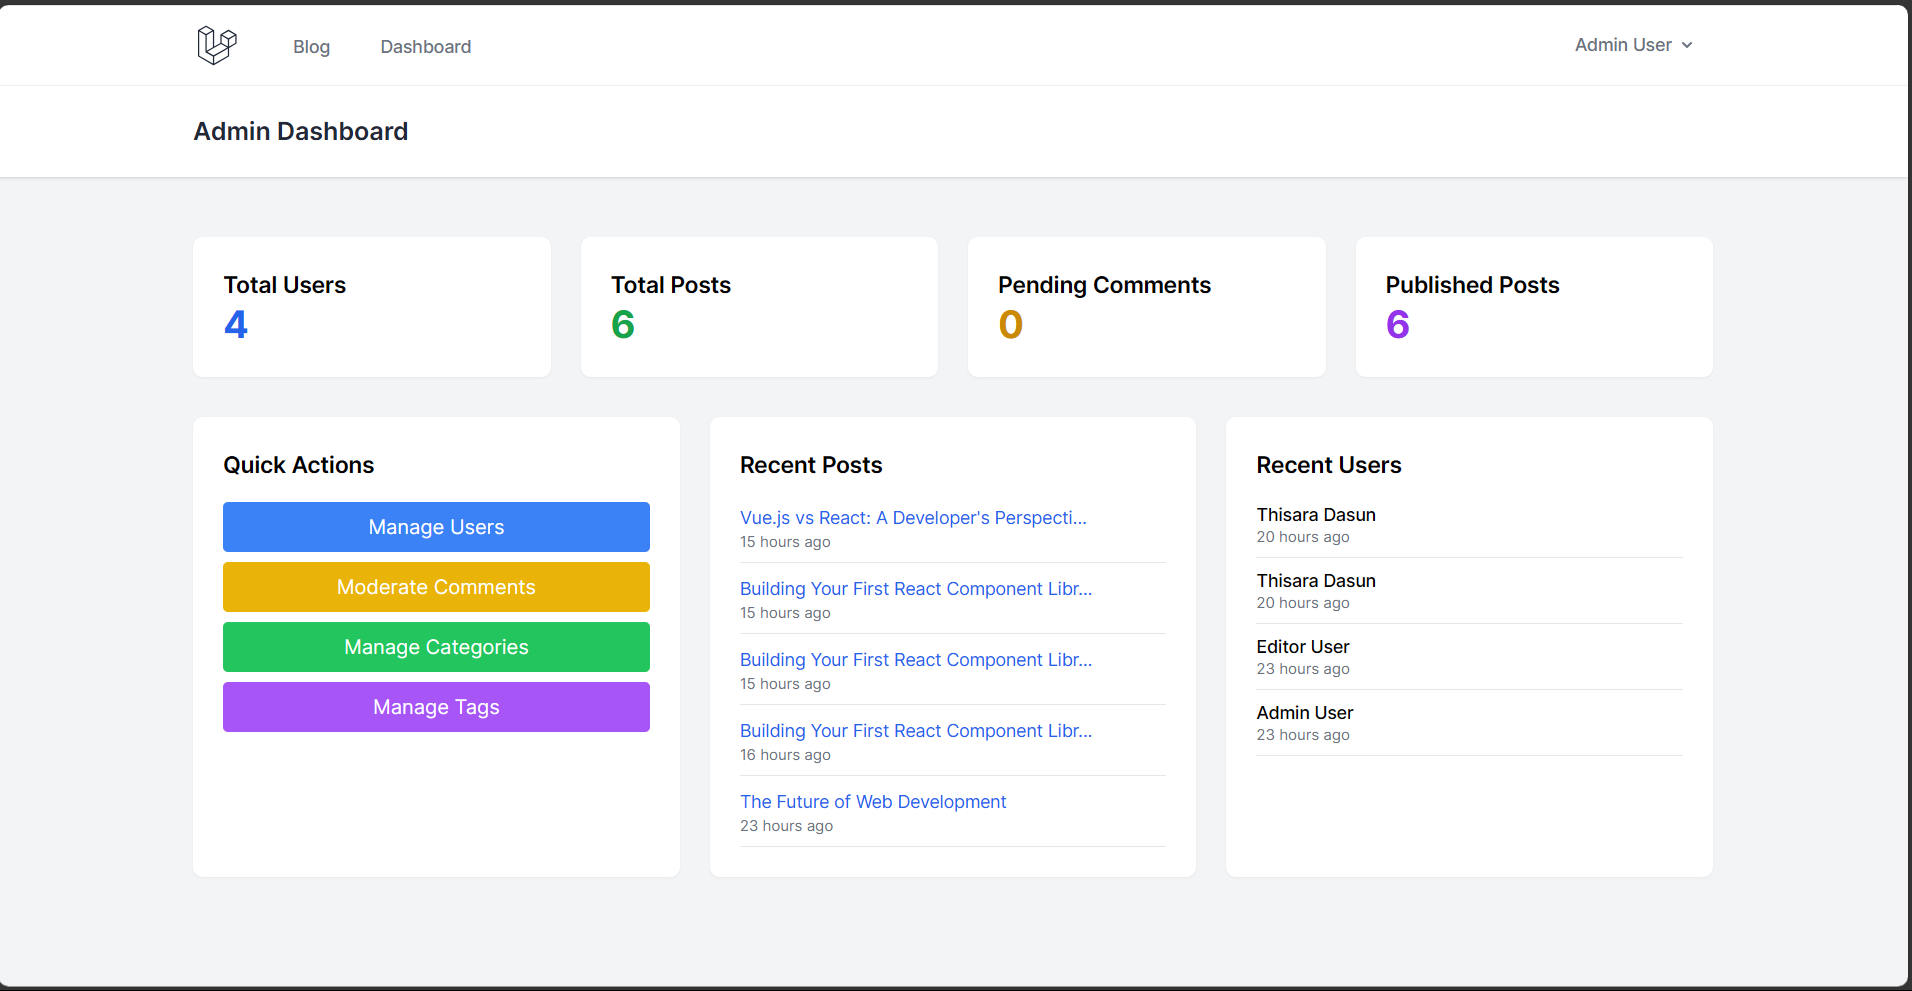 Blog
Dashboard
Admin User
Admin Dashboard
Total Users
4
Total Posts
6
Pending Comments
0
Published Posts
6
Quick Actions
Manage Users
Moderate Comments
Manage Categories
Manage Tags
Recent Posts
Vue.js vs React: A Developer's Perspecti...
15 hours ago
Building Your First React Component Libr...
15 hours ago
Building Your First React Component Libr...
15 hours ago
Building Your First React Component Libr...
16 hours ago
The Future of Web Development
23 hours ago
Recent Users
Thisara Dasun
20 hours ago
Thisara Dasun
20 hours ago
Editor User
23 hours ago
Admin User
23 hours ago